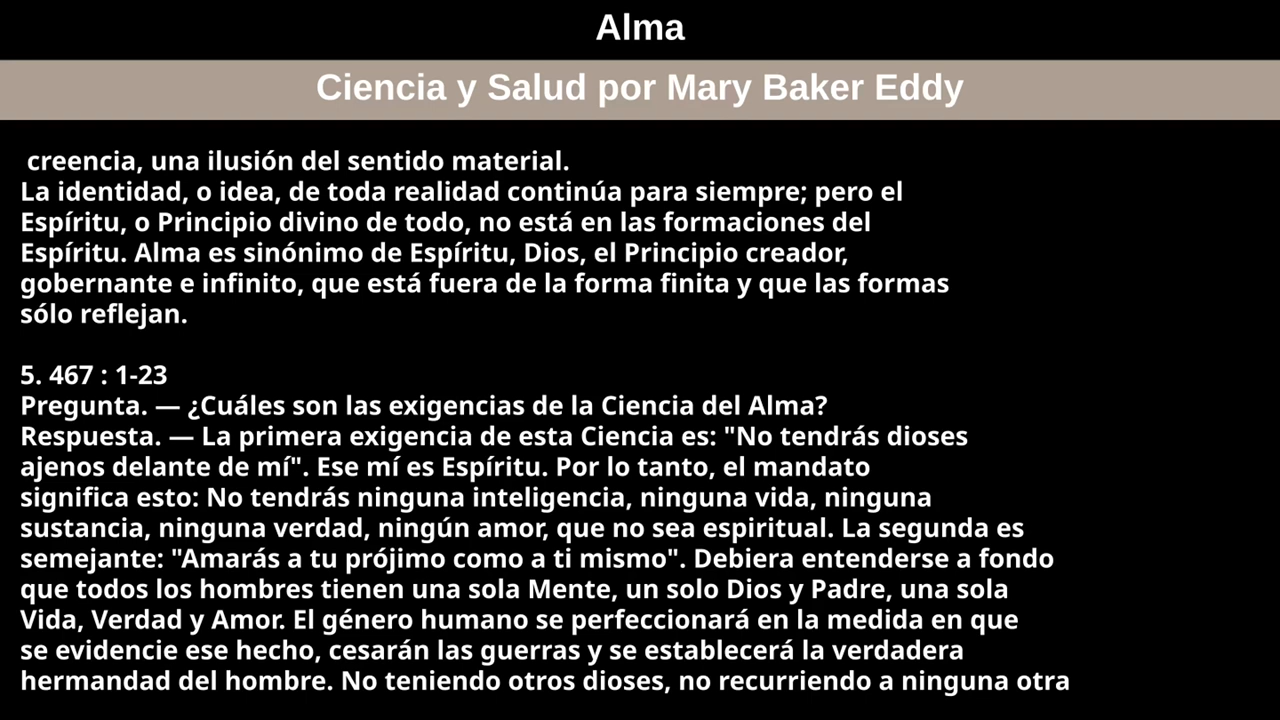 Alma
Ciencia y Salud por Mary Baker Eddy
creencia, una ilusión del sentido material.
La identidad, o idea, de toda realidad continúa para siempre; pero el
Espíritu, o Principio divino de todo, no está en las formaciones del
Espíritu. Alma es sinónimo de Espíritu, Dios, el Principio creador,
gobernante e infinito, que está fuera de la forma finita y que las formas
sólo reflejan.
5. 467 : 1-23
Pregunta. — ¿Cuáles son las exigencias de la Ciencia del Alma?
Respuesta. — La primera exigencia de esta Ciencia es: "No tendrás dioses
ajenos delante de mí". Ese mí es Espíritu. Por lo tanto, el mandato
significa esto: No tendrás ninguna inteligencia, ninguna vida, ninguna
sustancia, ninguna verdad, ningún amor, que no sea espiritual. La segunda es
semejante: "Amarás a tu prójimo como a ti mismo". Debiera entenderse a fondo
que todos los hombres tienen una sola Mente, un solo Dios y Padre, una sola
Vida, Verdad y Amor. El género humano se perfeccionará en la medida en que
se evidencie ese hecho, cesarán las guerras y se establecerá la verdadera
hermandad del hombre. No teniendo otros dioses, no recurriendo a ninguna otra